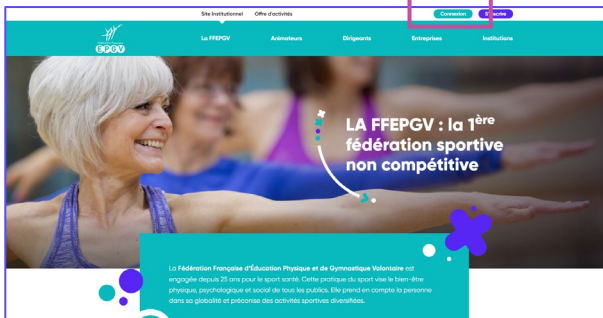 Site Institutionnel Offre d'activités Connexion S'inscrire
EPGV
La FFEPGV Animateurs Dirigeants Entreprises Institutions
LA FFEPGV : la 1ère
fédération sportive
non compétitive
La Fédération Française d'Éducation Physique et de Gymnastique Volontaire est
engagée depuis 25 ans pour le sport santé. Cette pratique du sport vise le bien-être
physique, psychologique et social de tous les publics. Elle prend en compte la personne
dans sa globalité et préconise des activités sportives diversifiées.